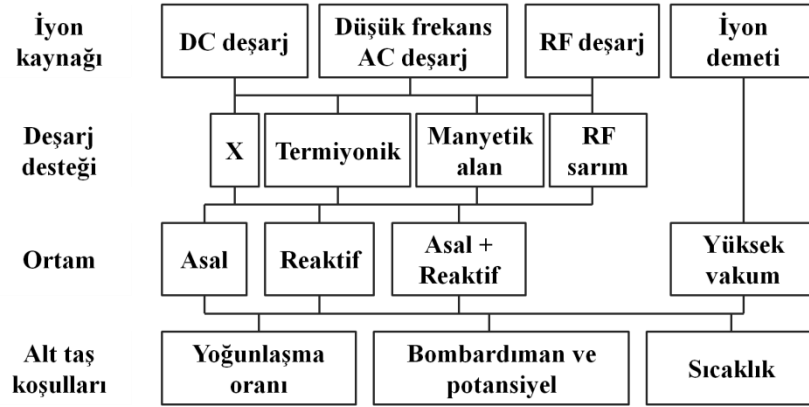 İyon
kaynağı
DC deşarj
Düşük frekans
AC deşarj
RF deşarj
İyon
demeti
Deşarj
desteği
X
Termiyonik
Manyetik
alan
RF
sarım
Ortam
Asal
Reaktif
Asal +
Reaktif
Yüksek
vakum
Alt taş
koşulları
Yoğunlaşma
oranı
Bombardıman ve
potansiyel
Sıcaklık